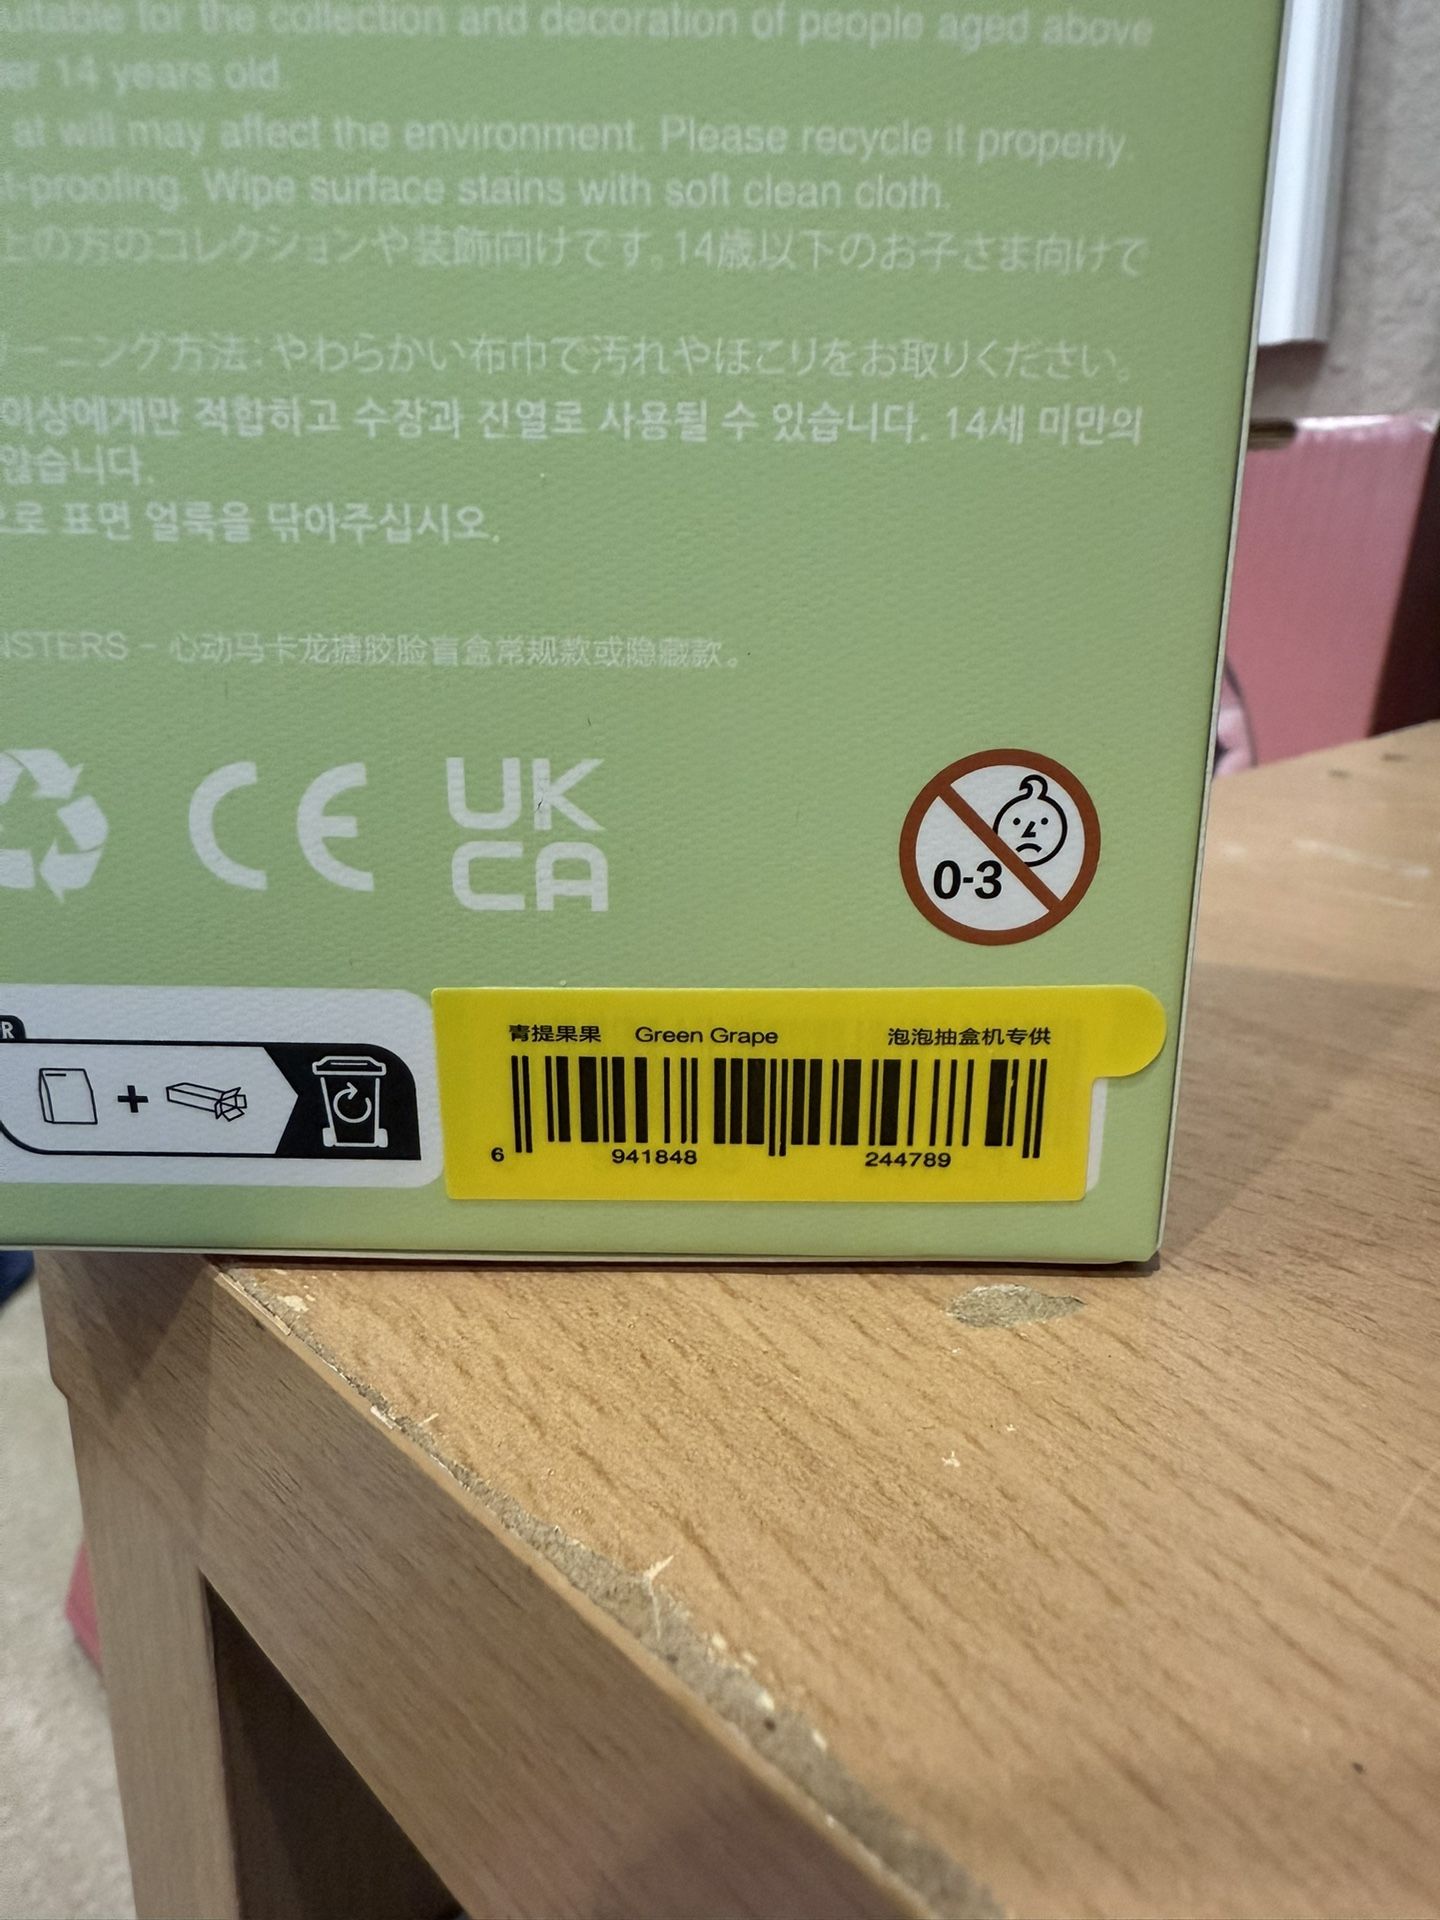 suitable for the collection and decoration of people aged above
14 years old.
at will may affect the environment. Please recycle it properly.
-proofing. Wipe surface stains with soft clean cloth.
上の方のコレクションや装飾向けです。14歳以下のお子さま向けで
ーニング方法:やわらかい布巾で汚れやほこりをお取りください。
이상에게만 적합하고 수장과 진열로 사용될 수 있습니다. 14세 미만의
않습니다.
으로 표면 얼룩을 닦아주십시오.
NSTERS - 心动马卡龙搪胶脸盲盒常规款或隐藏款。
CE
UK
CA
0-3
R
青提果果 Green Grape 泡泡抽盒机专供
6 941848 244789